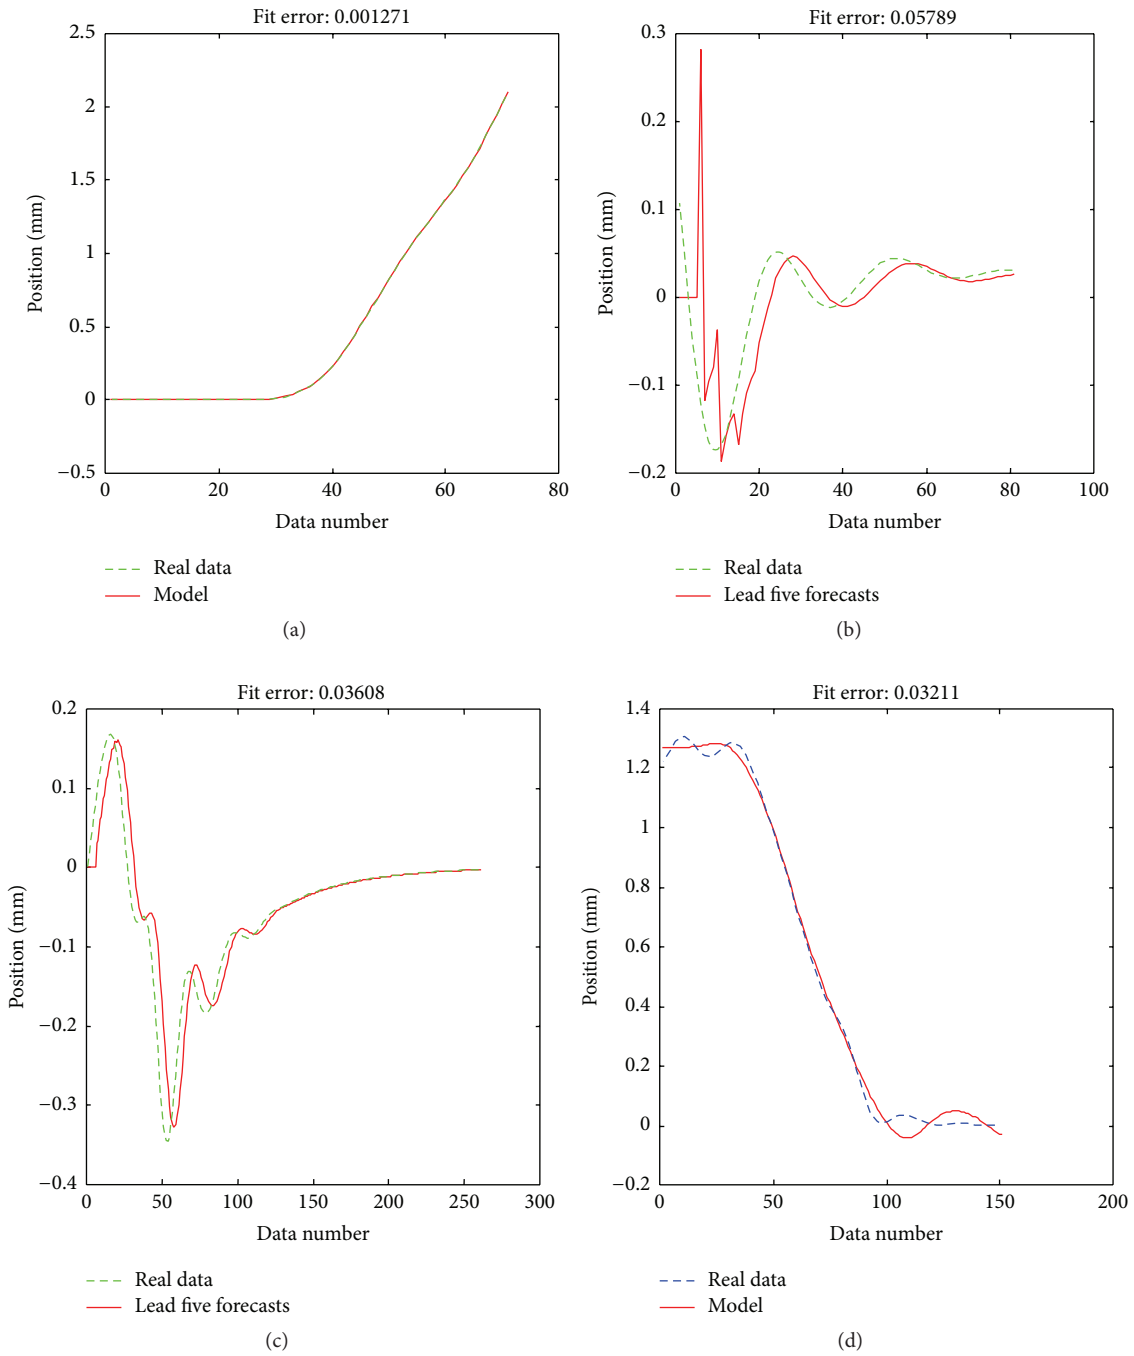 Fit error: 0.001271
2.5
2
1.5
1
0.5
0
−0.5
Position (mm)
0 20 40 60 80
Data number
Real data
Model
(a)
Fit error: 0.05789
0.3
0.2
0.1
0
−0.1
−0.2
Position (mm)
0 20 40 60 80 100
Data number
Real data
Lead five forecasts
(b)
Fit error: 0.03608
0.2
0.1
0
−0.1
−0.2
−0.3
−0.4
Position (mm)
0 50 100 150 200 250 300
Data number
Real data
Lead five forecasts
(c)
Fit error: 0.03211
1.4
1.2
1
0.8
0.6
0.4
0.2
0
−0.2
Position (mm)
0 50 100 150 200
Data number
Real data
Model
(d)